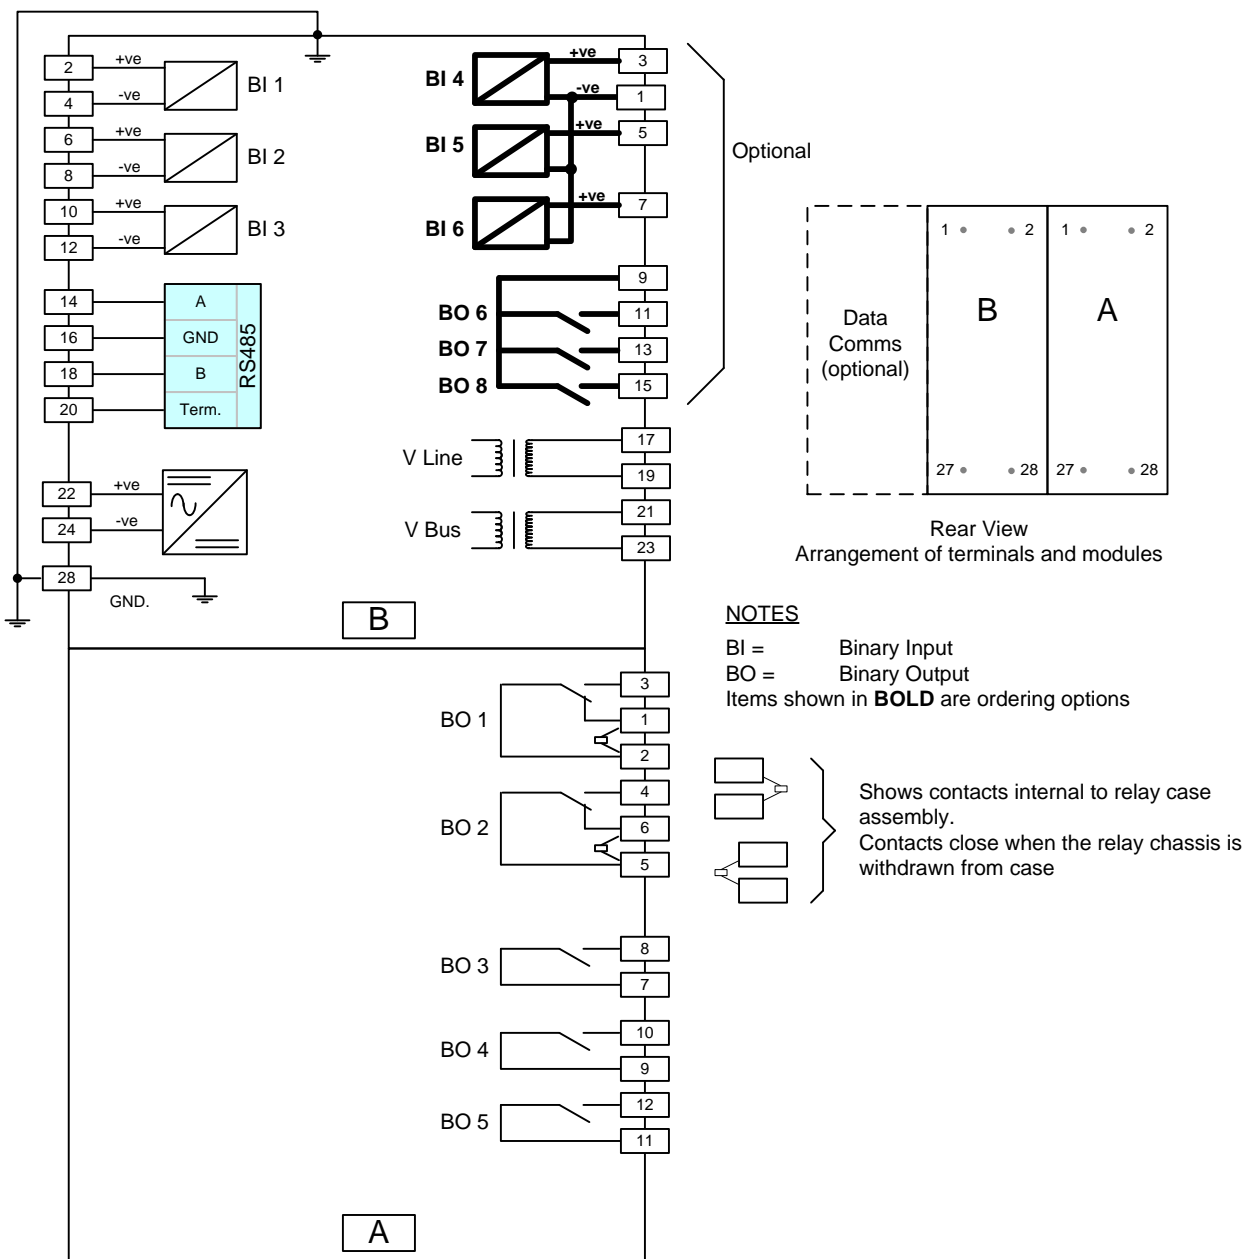 2 +ve
BI 1
4 -ve
6 +ve
BI 2
8 -ve
10 +ve
BI 3
12 -ve
14 A
16 GND
18 B
20 Term.
RS485
22 +ve
24 -ve
28
GND.
BI 4 +ve 3
-ve 1
BI 5 +ve 5
BI 6 +ve 7
9
BO 6 11
BO 7 13
BO 8 15
Optional
V Line 17
19
V Bus 21
23
B
BO 1 3
1
2
BO 2 4
6
5
BO 3 8
7
BO 4 10
9
BO 5 12
11
A
Data
Comms
(optional)
1 2
B
27 28
1 2
A
27 28
Rear View
Arrangement of terminals and modules
NOTES
BI = Binary Input
BO = Binary Output
Items shown in BOLD are ordering options
Shows contacts internal to relay case
assembly.
Contacts close when the relay chassis is
withdrawn from case